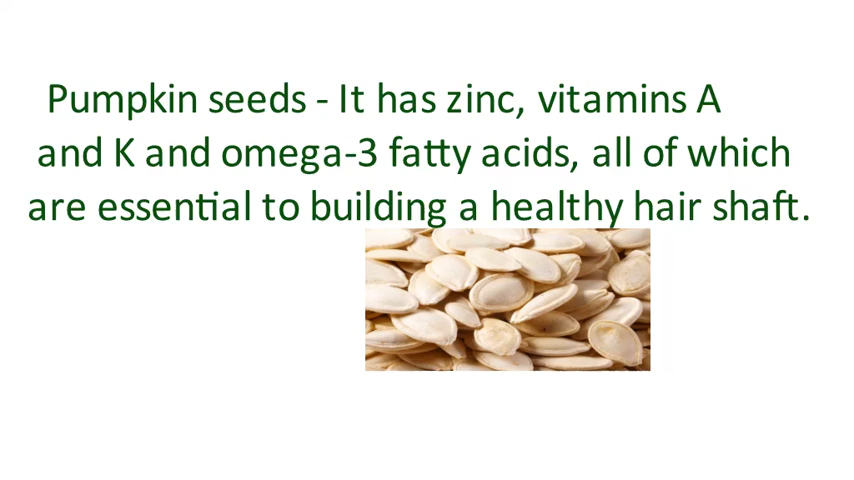 Pumpkin seeds - It has zinc, vitamins A
and K and omega-3 fatty acids, all of which
are essential to building a healthy hair shaft.